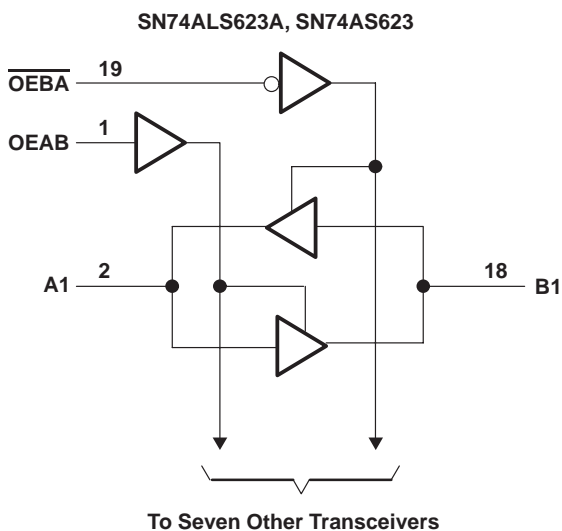 SN74ALS623A, SN74AS623
OEBA 19
OEAB 1
A1 2
18 B1
To Seven Other Transceivers